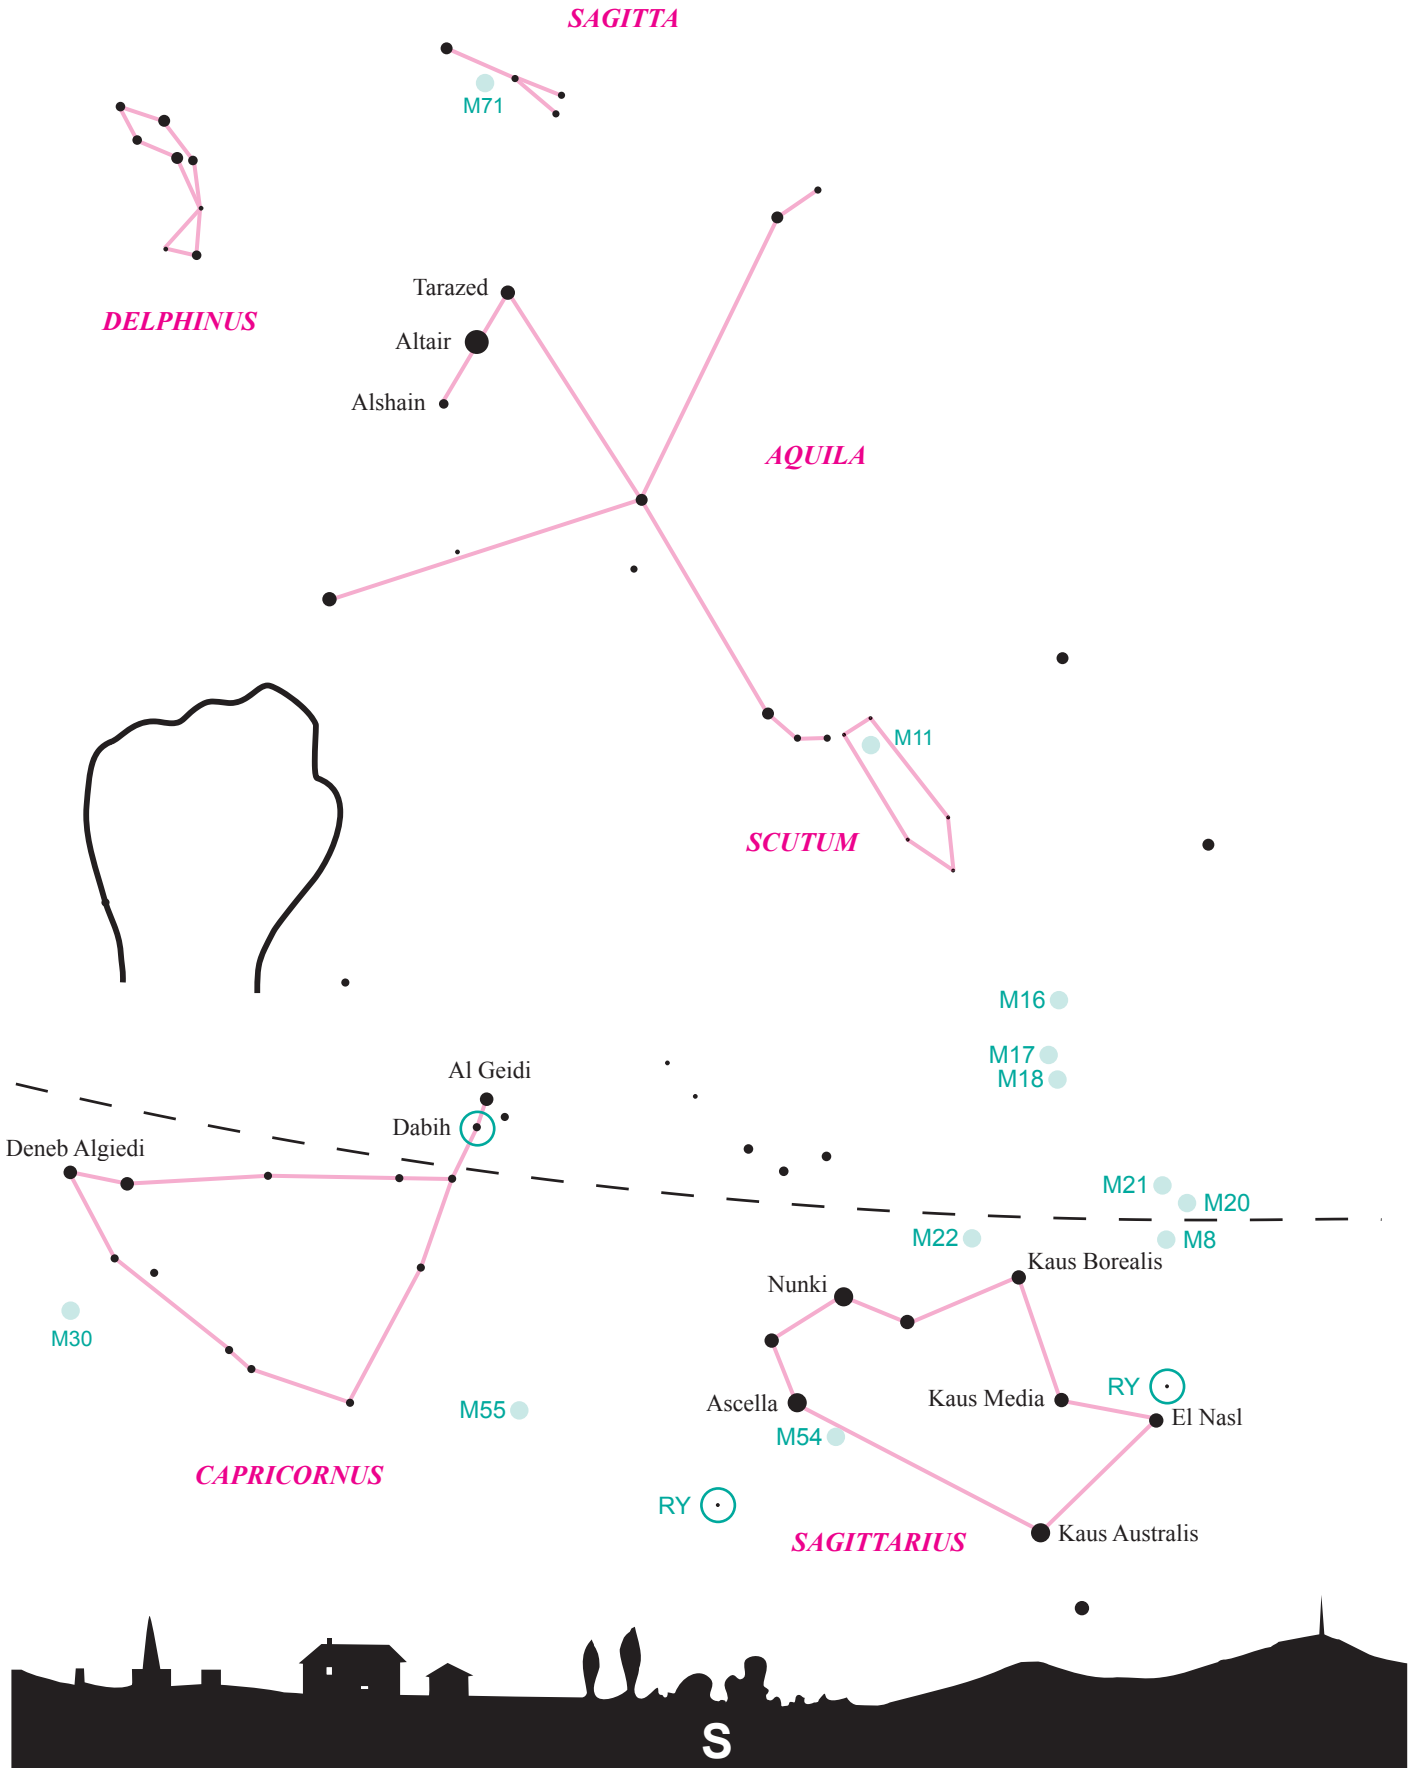 SAGITTA
M71
Tarazed
DELPHINUS
Altair
Alshain
AQUILA
M11
SCUTUM
M16
M17
Al Geidi
M18
Dabih
Deneb Algiedi
M21
M20
M22
M8
Kaus Borealis
Nunki
M30
RY
Kaus Media
Ascella
M55
El Nasl
M54
CAPRICORNUS
RY
Kaus Australis
SAGITTARIUS
S